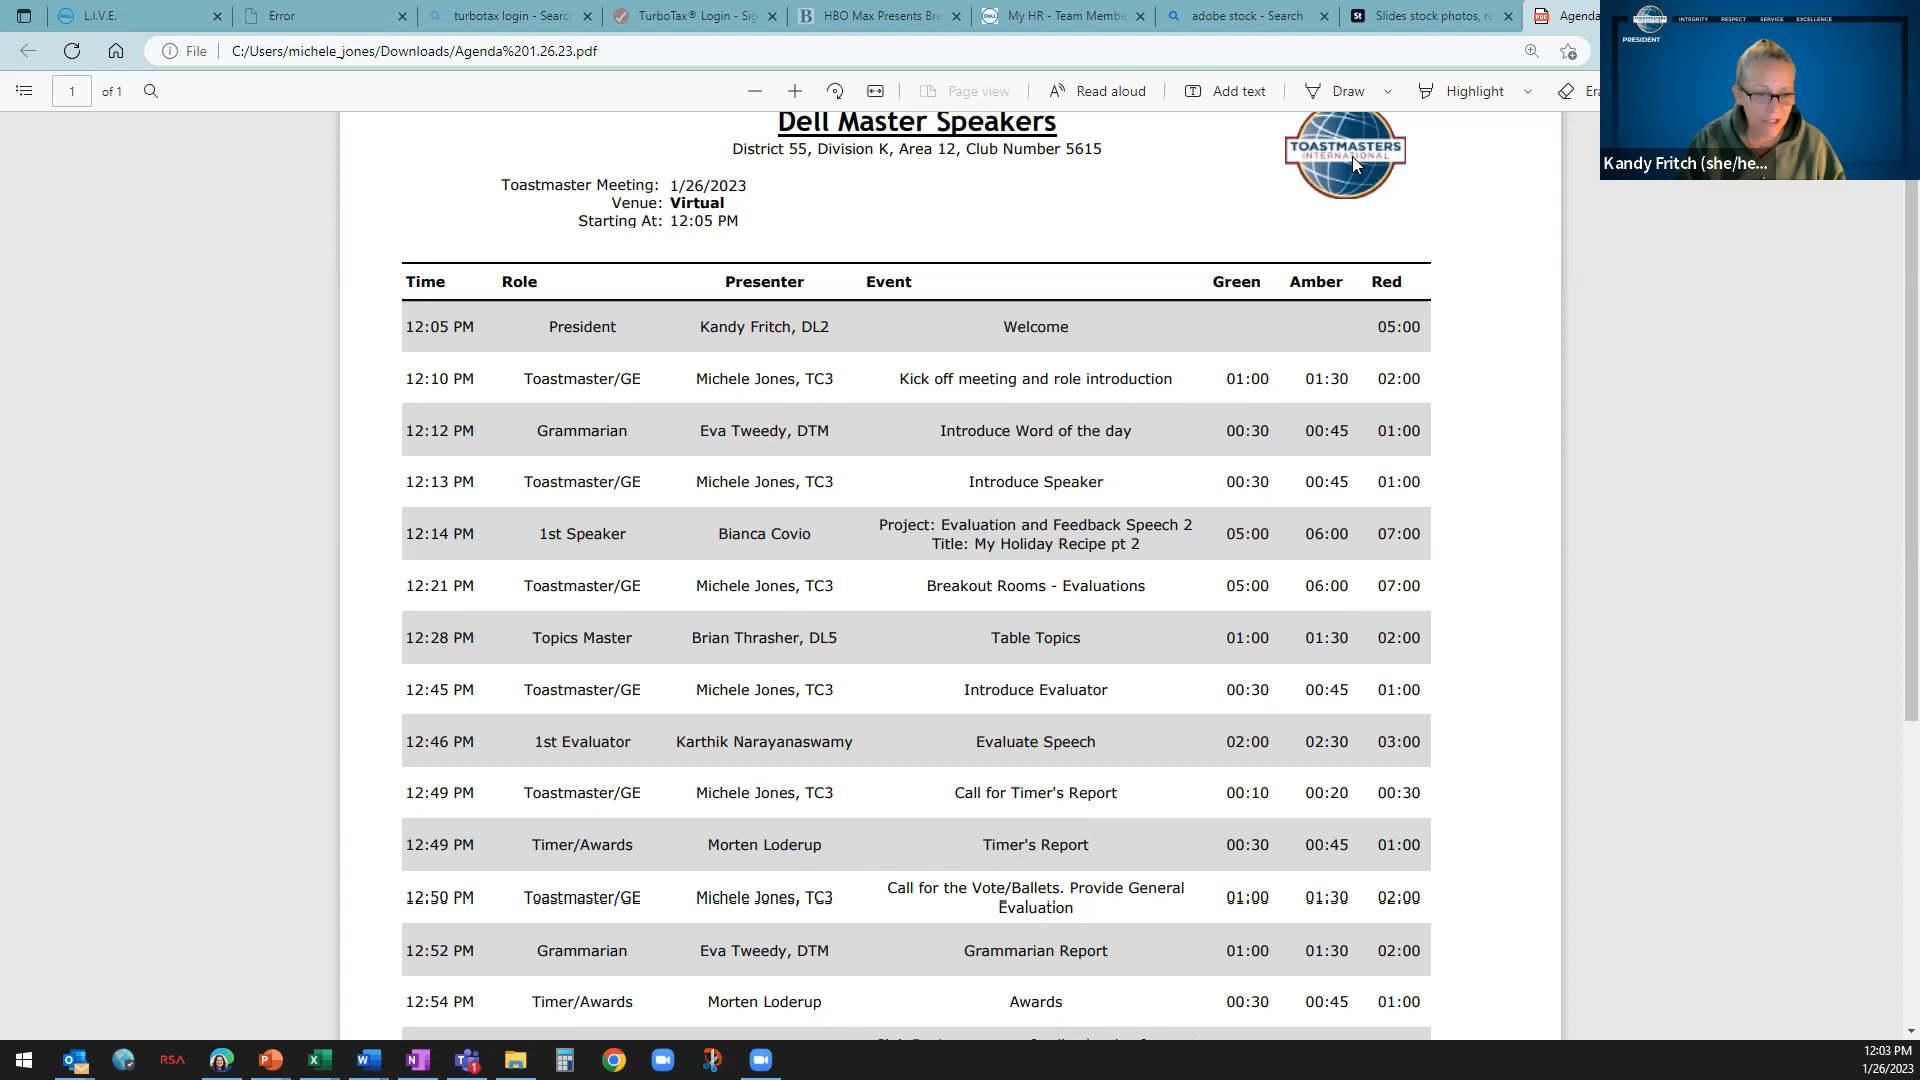 L.I.V.E.
Error
turbotax login - Searc
TurboTax® Login - Sig
HBO Max Presents Bre
My HR - Team Membe
adobe stock - Search
St
Slides stock photos, ro
PDF
Agenda
File
C:/Users/michele_jones/Downloads/Agenda%201.26.23.pdf
1
of 1
Page view
Read aloud
Add text
Draw
Highlight
Era
INTEGRITY RESPECT SERVICE EXCELLENCE
PRESIDENT
Kandy Fritch (she/he...
Dell Master Speakers
District 55, Division K, Area 12, Club Number 5615
TOASTMASTERS
INTERNATIONAL
Toastmaster Meeting: 1/26/2023
Venue: Virtual
Starting At: 12:05 PM
Time Role Presenter Event Green Amber Red
12:05 PM President Kandy Fritch, DL2 Welcome 05:00
12:10 PM Toastmaster/GE Michele Jones, TC3 Kick off meeting and role introduction 01:00 01:30 02:00
12:12 PM Grammarian Eva Tweedy, DTM Introduce Word of the day 00:30 00:45 01:00
12:13 PM Toastmaster/GE Michele Jones, TC3 Introduce Speaker 00:30 00:45 01:00
Project: Evaluation and Feedback Speech 2
12:14 PM 1st Speaker Bianca Covio 05:00 06:00 07:00
Title: My Holiday Recipe pt 2
12:21 PM Toastmaster/GE Michele Jones, TC3 Breakout Rooms - Evaluations 05:00 06:00 07:00
12:28 PM Topics Master Brian Thrasher, DL5 Table Topics 01:00 01:30 02:00
12:45 PM Toastmaster/GE Michele Jones, TC3 Introduce Evaluator 00:30 00:45 01:00
12:46 PM 1st Evaluator Karthik Narayanaswamy Evaluate Speech 02:00 02:30 03:00
12:49 PM Toastmaster/GE Michele Jones, TC3 Call for Timer's Report 00:10 00:20 00:30
12:49 PM Timer/Awards Morten Loderup Timer's Report 00:30 00:45 01:00
Call for the Vote/Ballets. Provide General
12:50 PM Toastmaster/GE Michele Jones, TC3 01:00 01:30 02:00
Evaluation
12:52 PM Grammarian Eva Tweedy, DTM Grammarian Report 01:00 01:30 02:00
12:54 PM Timer/Awards Morten Loderup Awards 00:30 00:45 01:00
RSA
12:03 PM
1/26/2023